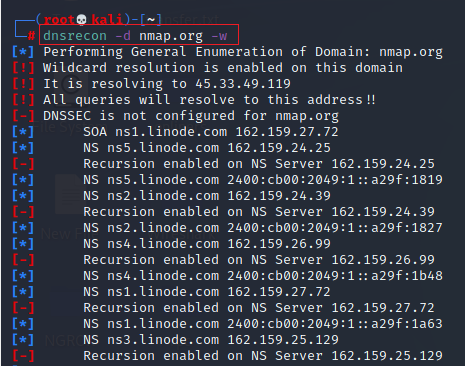 (root💀kali)-[~]
# dnsrecon -d nmap.org -w
[*] Performing General Enumeration of Domain: nmap.org
[!] Wildcard resolution is enabled on this domain
[!] It is resolving to 45.33.49.119
[!] All queries will resolve to this address!!
[-] DNSSEC is not configured for nmap.org
[*] SOA ns1.linode.com 162.159.27.72
[*] NS ns5.linode.com 162.159.24.25
[-] Recursion enabled on NS Server 162.159.24.25
[*] NS ns5.linode.com 2400:cb00:2049:1::a29f:1819
[*] NS ns2.linode.com 162.159.24.39
[-] Recursion enabled on NS Server 162.159.24.39
[*] NS ns2.linode.com 2400:cb00:2049:1::a29f:1827
[*] NS ns4.linode.com 162.159.26.99
[-] Recursion enabled on NS Server 162.159.26.99
[*] NS ns4.linode.com 2400:cb00:2049:1::a29f:1b48
[*] NS ns1.linode.com 162.159.27.72
[-] Recursion enabled on NS Server 162.159.27.72
[*] NS ns1.linode.com 2400:cb00:2049:1::a29f:1a63
[*] NS ns3.linode.com 162.159.25.129
[-] Recursion enabled on NS Server 162.159.25.129